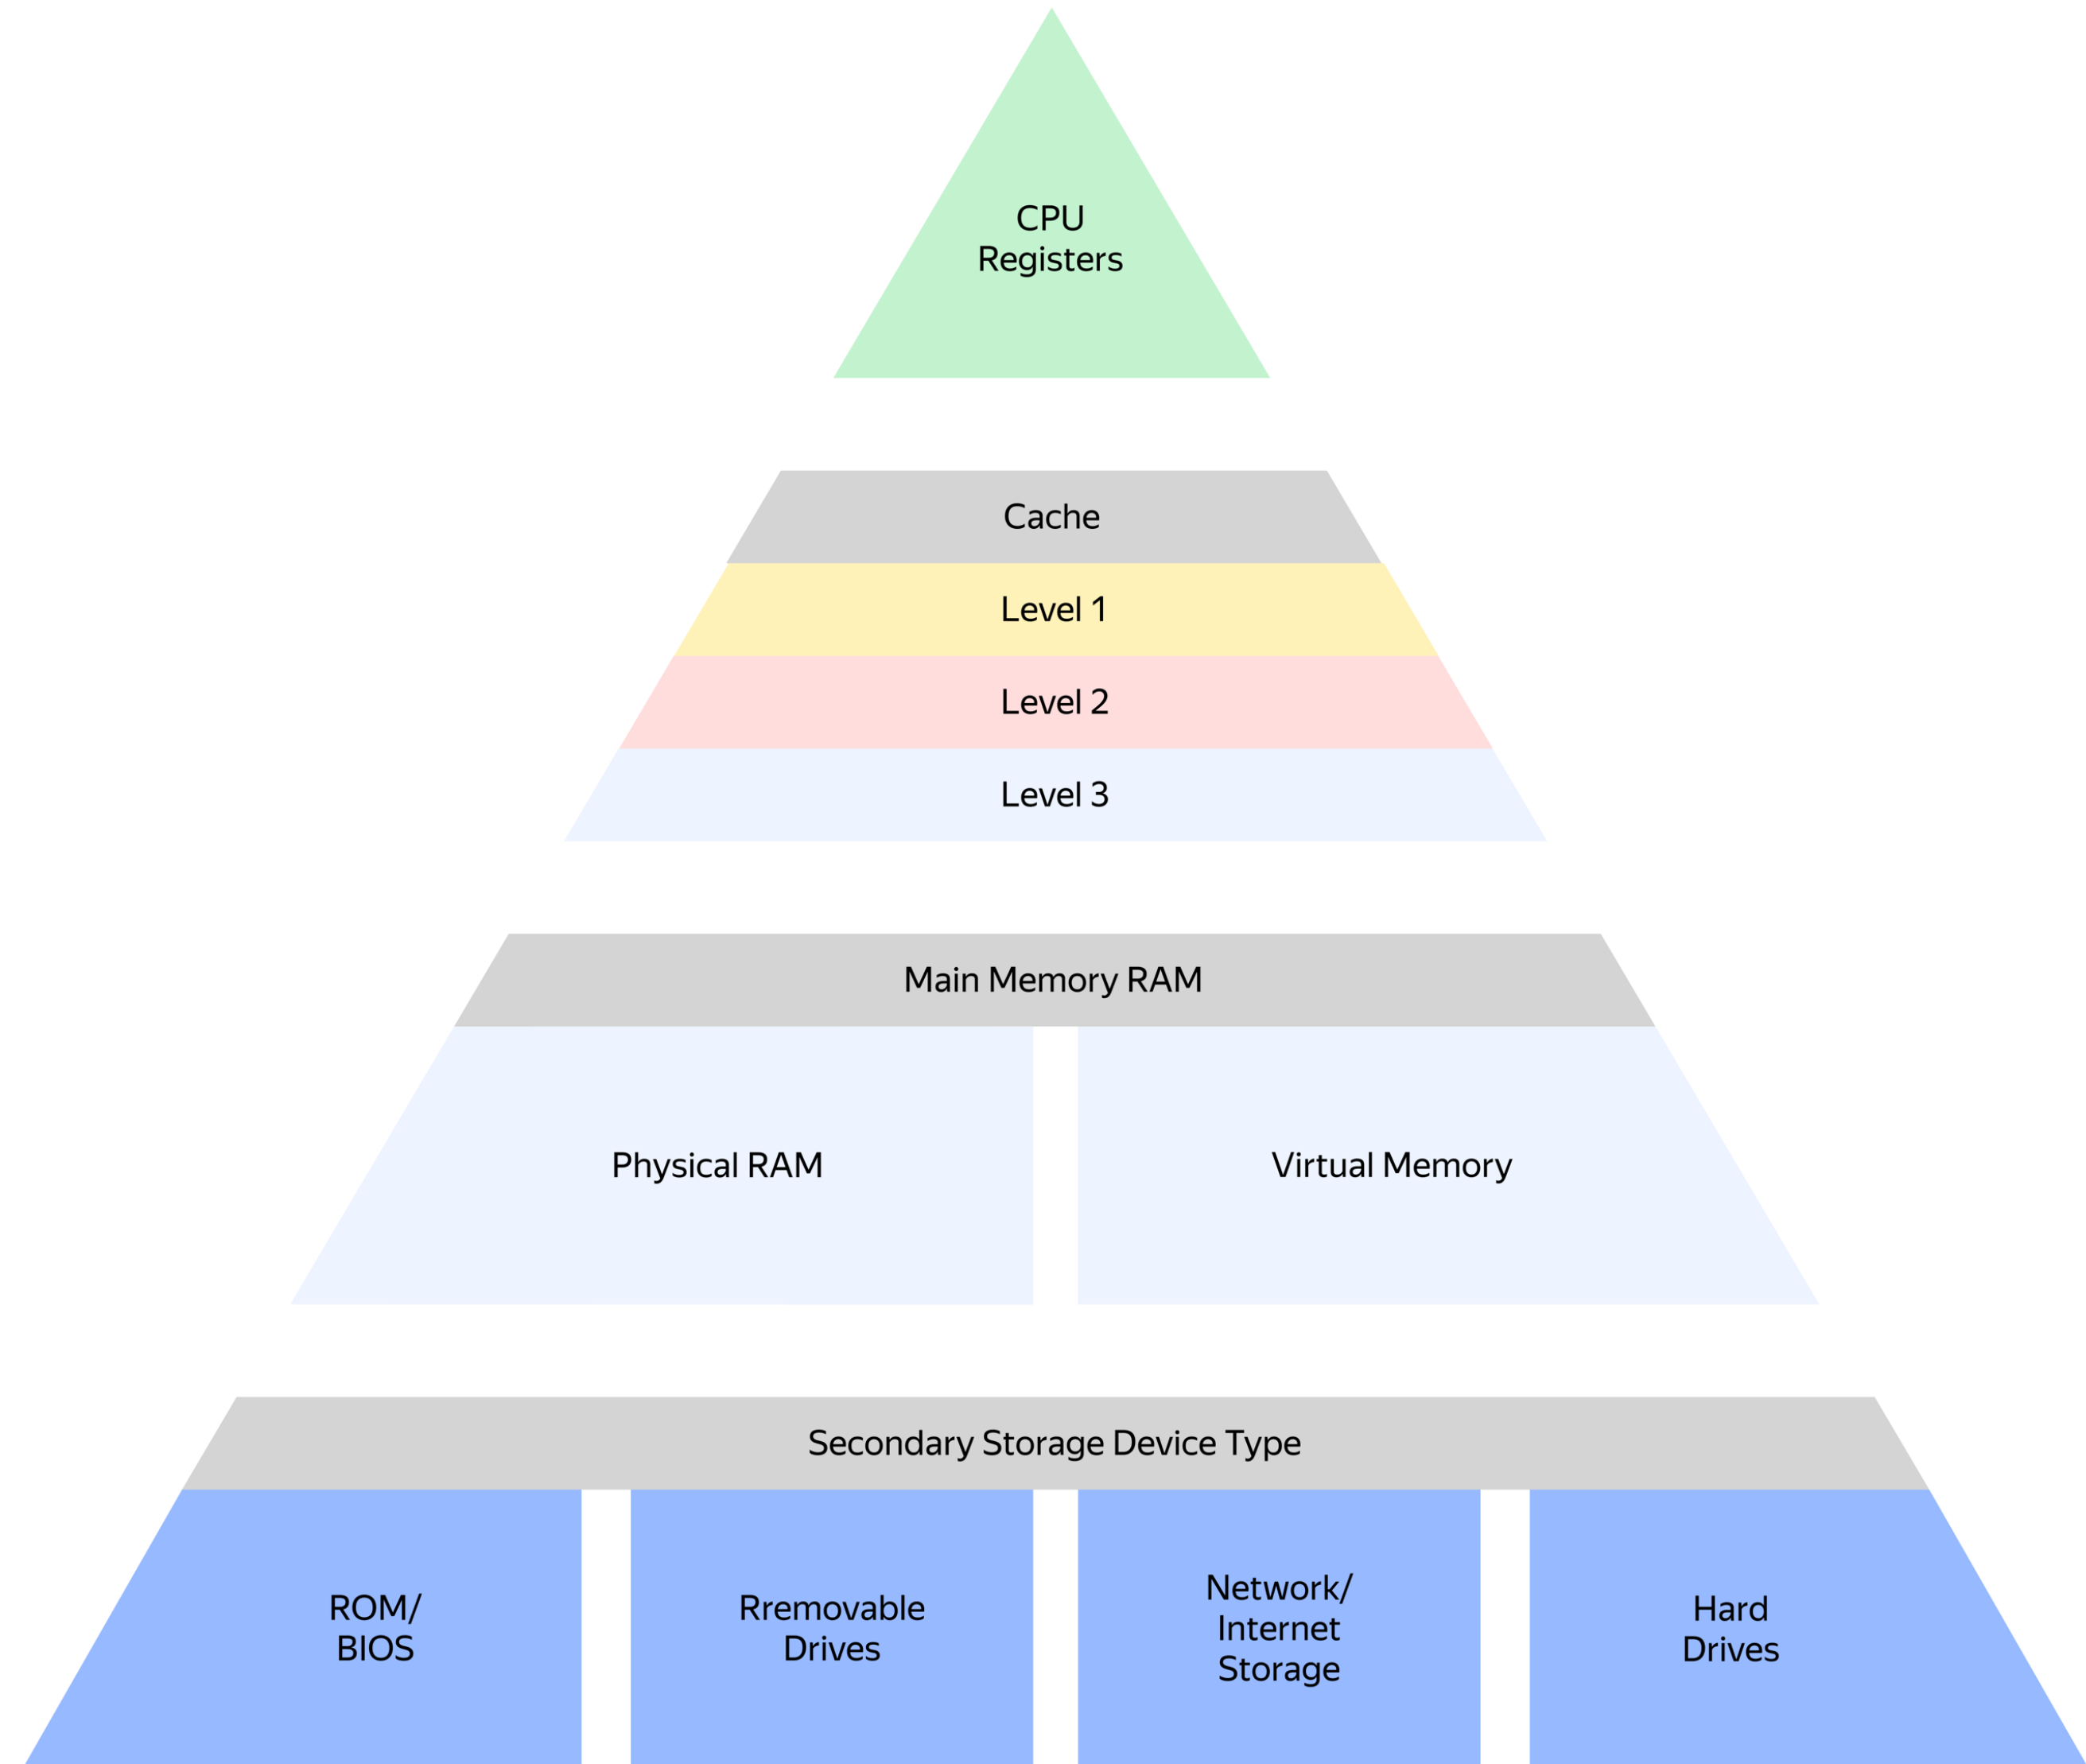 CPU
Registers
Cache
Level 1
Level 2
Level 3
Main Memory RAM
Physical RAM
Virtual Memory
Secondary Storage Device Type
ROM/
BIOS
Removable
Drives
Network/
Internet
Storage
Hard
Drives